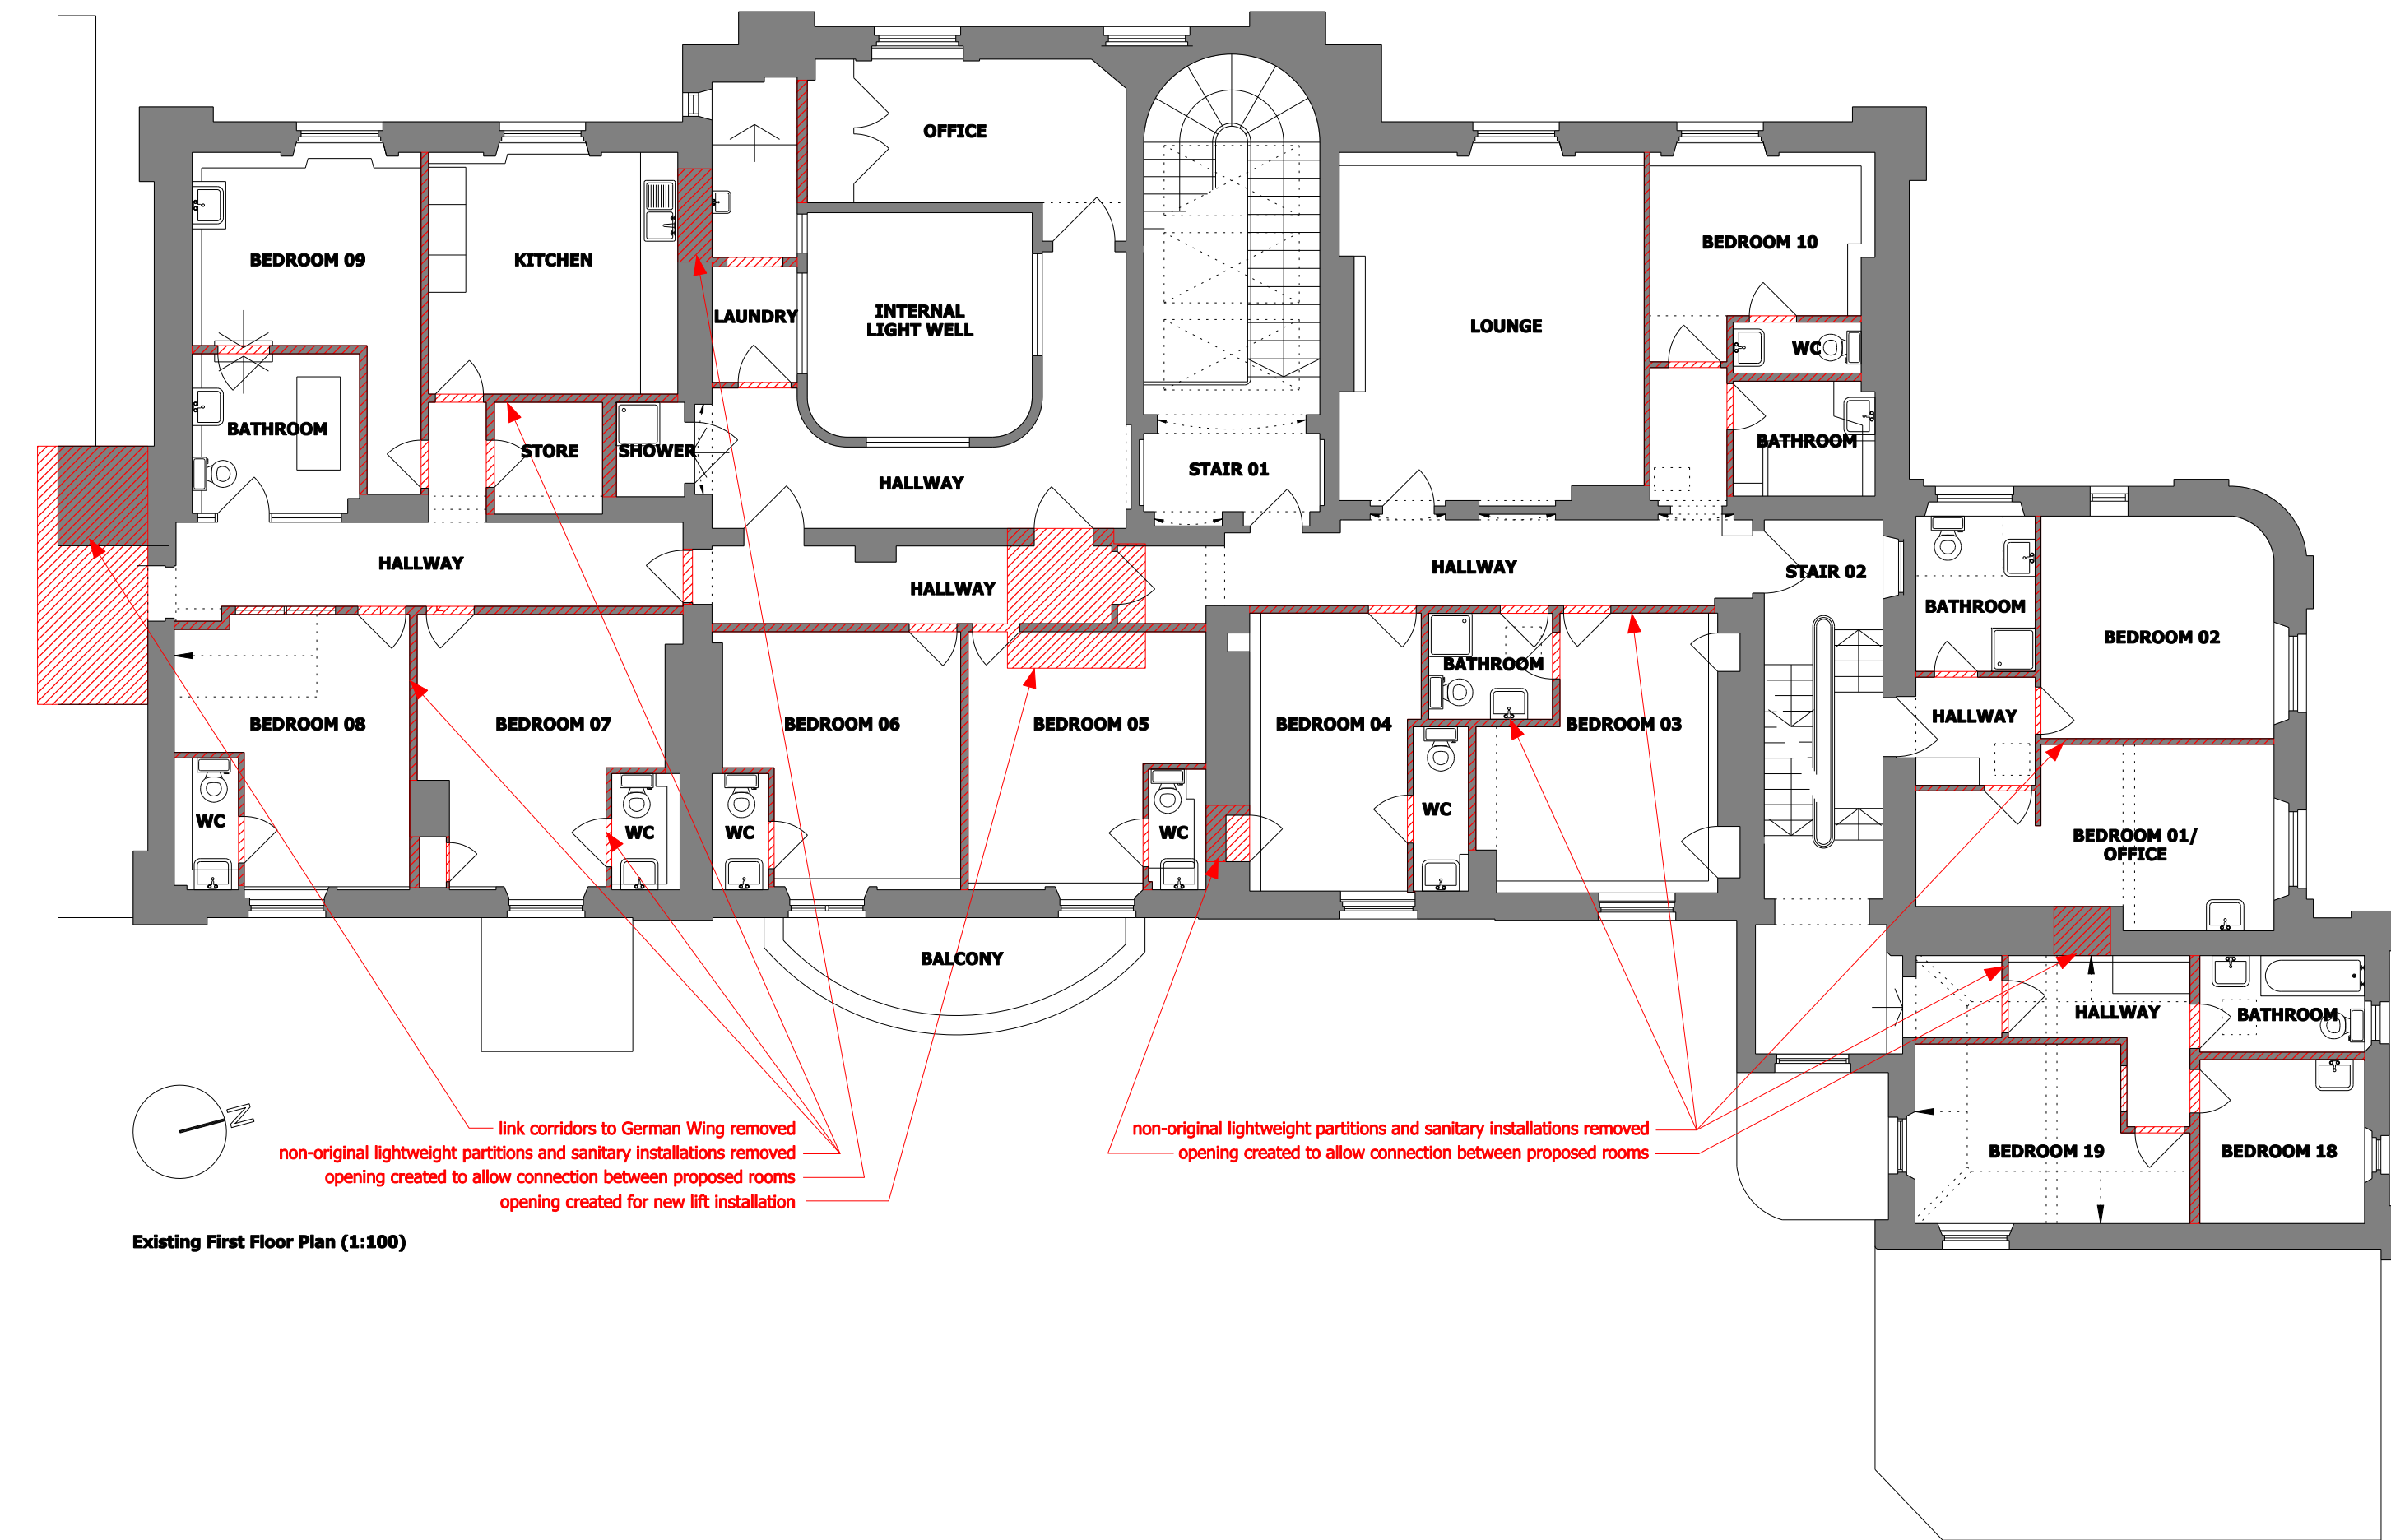 OFFICE
BEDROOM 10
BEDROOM 09
KITCHEN
LAUNDRY
INTERNAL
LIGHT WELL
LOUNGE
WC
BATHROOM
STORE
SHOWER
HALLWAY
STAIR 01
BATHROOM
HALLWAY
HALLWAY
HALLWAY
STAIR 02
BATHROOM
BEDROOM 02
BATHROOM
HALLWAY
BEDROOM 08
BEDROOM 07
BEDROOM 06
BEDROOM 05
BEDROOM 04
BEDROOM 03
WC
WC
WC
WC
WC
BEDROOM 01/
OFFICE
BALCONY
HALLWAY
BATHROOM
BEDROOM 19
BEDROOM 18
N
link corridors to German Wing removed
non-original lightweight partitions and sanitary installations removed
opening created to allow connection between proposed rooms
opening created for new lift installation
non-original lightweight partitions and sanitary installations removed
opening created to allow connection between proposed rooms
Existing First Floor Plan (1:100)